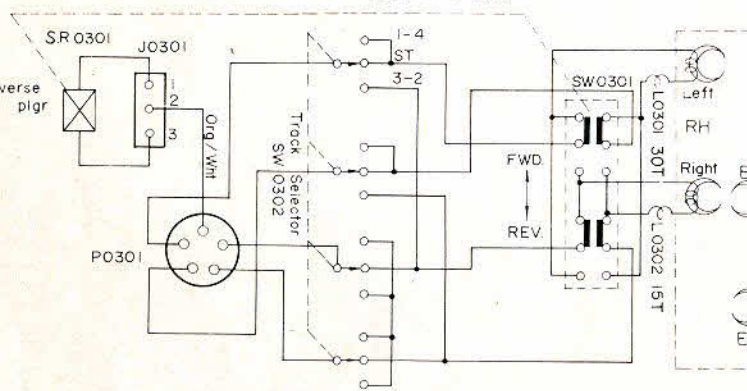 S.R 0301
J0301
1
2
3
verse
plgr
Org/Wht
P0301
Track Selector
SW 0302
1-4
ST
3-2
SW0301
FWD.
REV.
L0301 30T
L0302 15T
Left
RH
Right
E